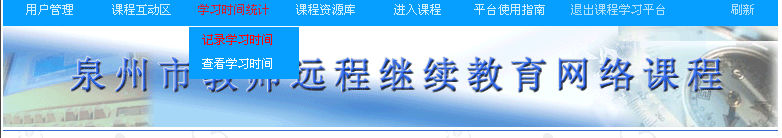 用户管理 课程互动区 学习时间统计 课程资源库 进入课程 平台使用指南 退出课程学习平台 刷新
记录学习时间
查看学习时间
泉州市教师远程继续教育网络课程